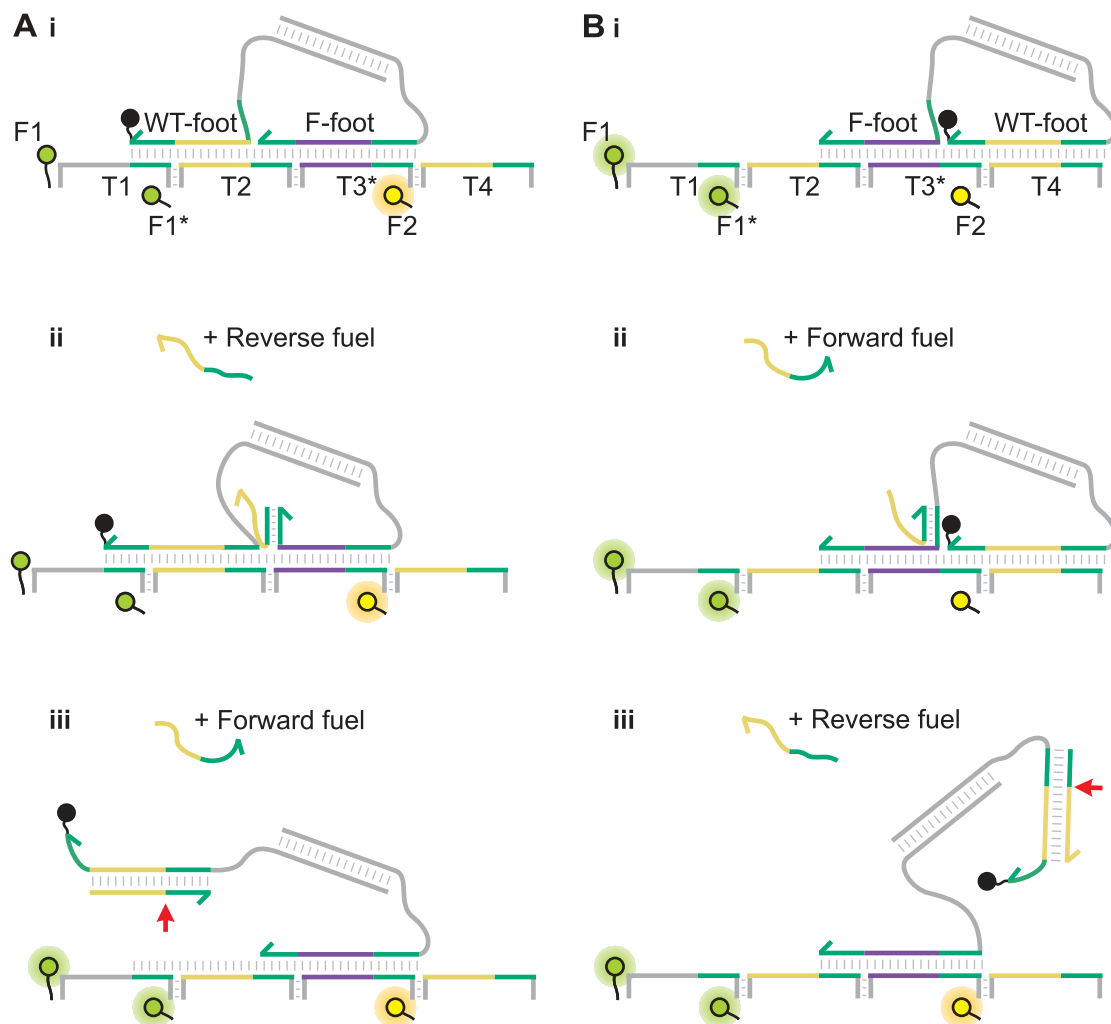 A i
B i
WT-foot F-foot
F-foot WT-foot
F1
F1
T1 T2 T3* T4
T1 T2 T3* T4
F1* F2
F1* F2
ii + Reverse fuel
ii + Forward fuel
iii + Forward fuel
iii + Reverse fuel